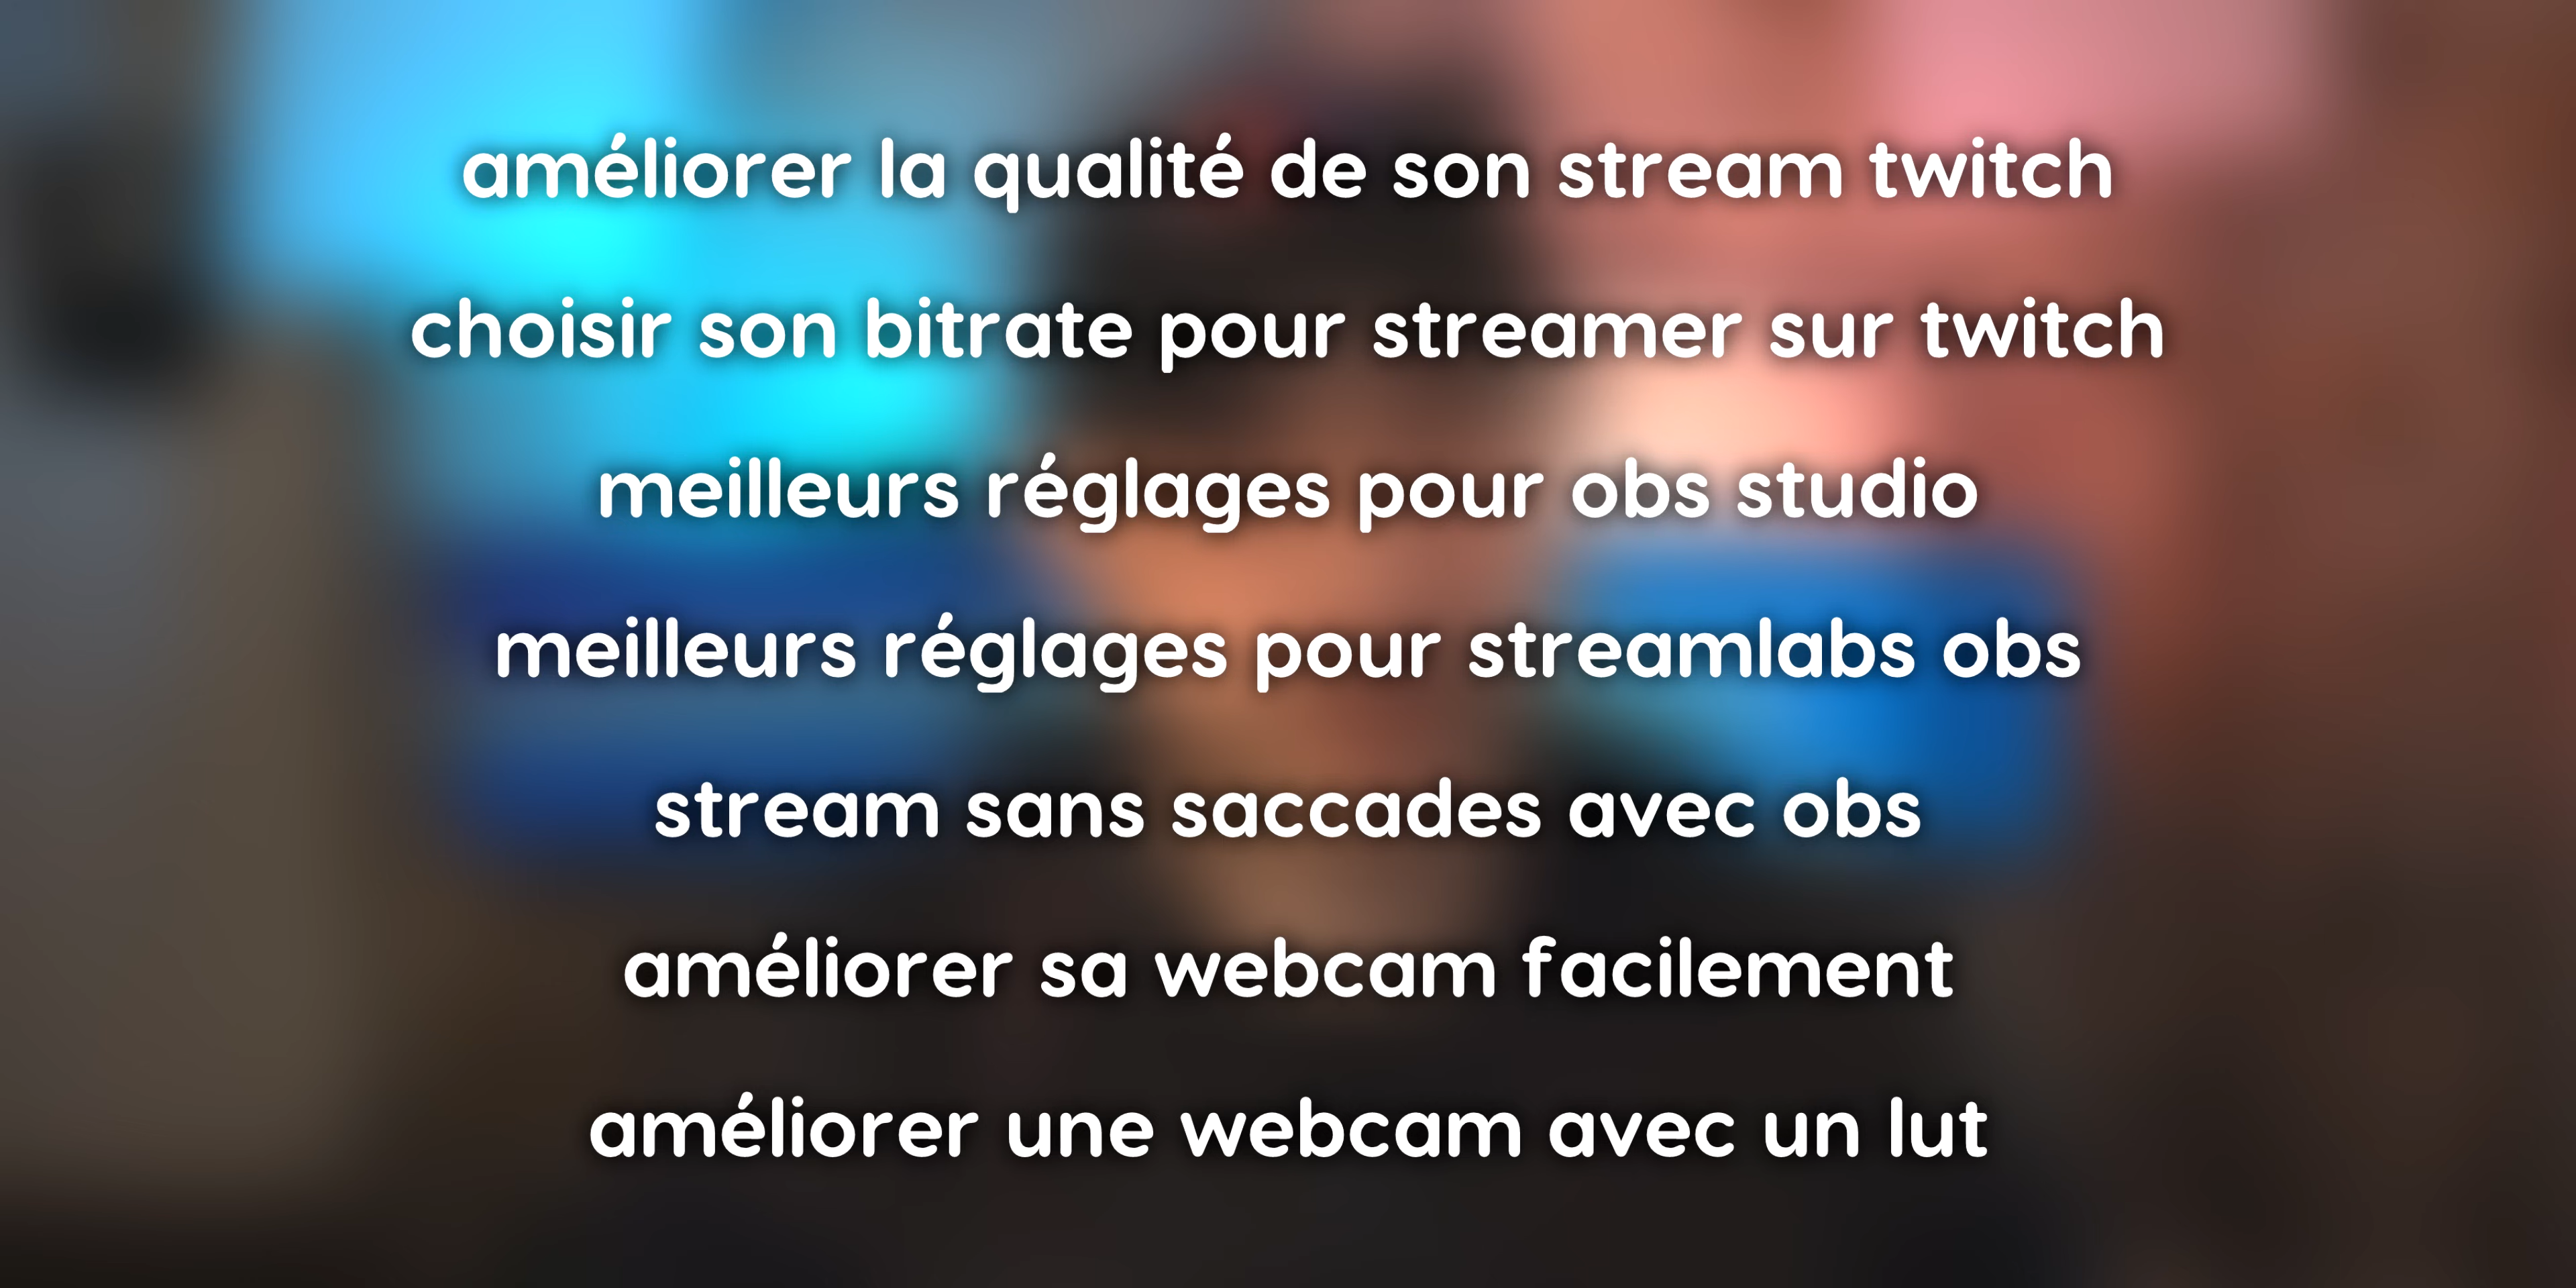 améliorer la qualité de son stream twitch
choisir son bitrate pour streamer sur twitch
meilleurs réglages pour obs studio
meilleurs réglages pour streamlabs obs
stream sans saccades avec obs
améliorer sa webcam facilement
améliorer une webcam avec un lut